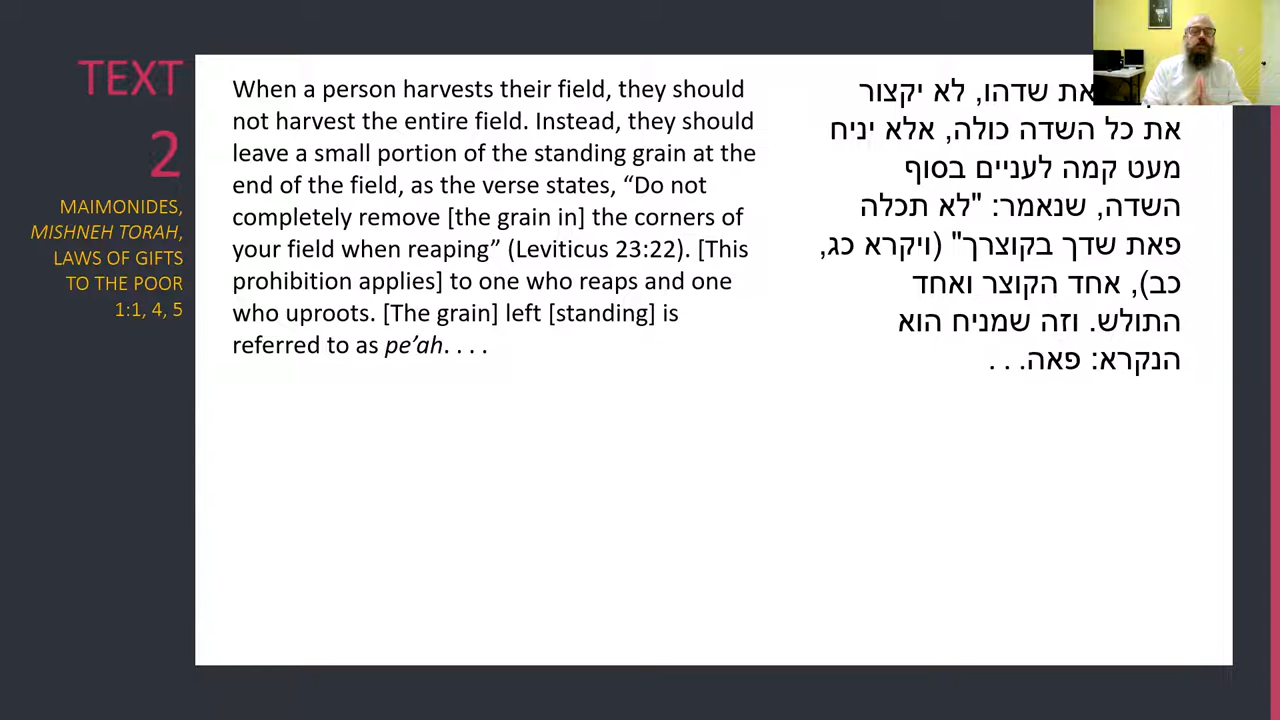 TEXT
2
MAIMONIDES,
MISHNEH TORAH,
LAWS OF GIFTS
TO THE POOR
1:1, 4, 5
When a person harvests their field, they should
not harvest the entire field. Instead, they should
leave a small portion of the standing grain at the
end of the field, as the verse states, “Do not
completely remove [the grain in] the corners of
your field when reaping” (Leviticus 23:22). [This
prohibition applies] to one who reaps and one
who uproots. [The grain] left [standing] is
referred to as pe’ah. . . .
את שדהו, לא יקצור
את כל השדה כולה, אלא יניח
מעט קמה לעניים בסוף
השדה, שנאמר: "לא תכלה
פאת שדך בקוצרך" (ויקרא כג,
כב), אחד הקוצר ואחד
התולש. וזה שמניח הוא
הנקרא: פאה. . .